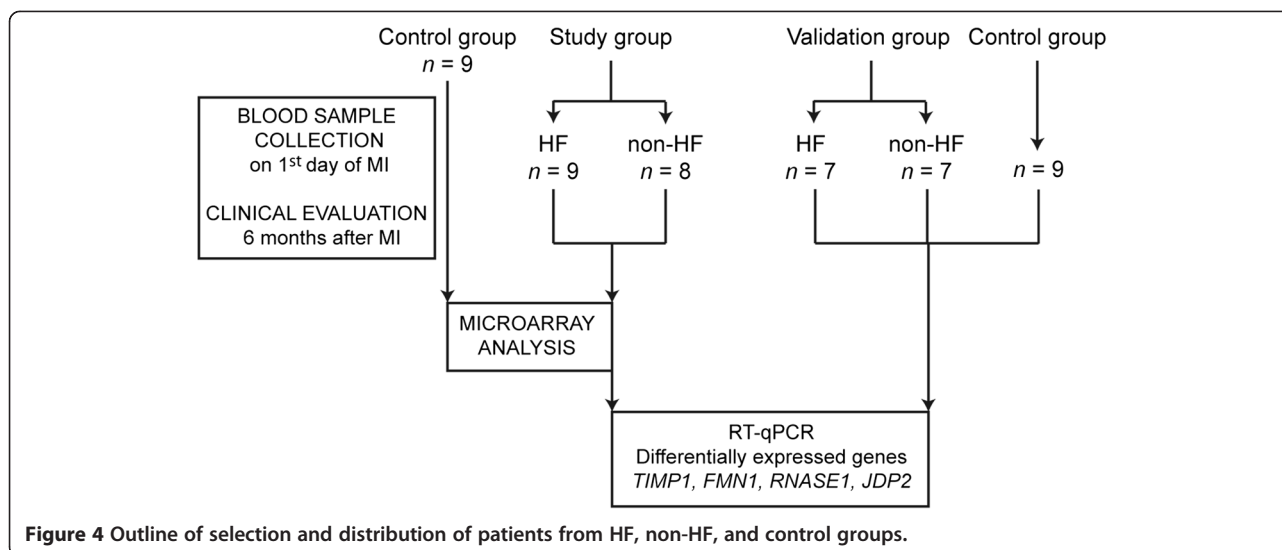 Control group
n = 9
Study group
Validation group
Control group
BLOOD SAMPLE
COLLECTION
on 1st day of MI
CLINICAL EVALUATION
6 months after MI
HF
n = 9
non-HF
n = 8
HF
n = 7
non-HF
n = 7
n = 9
MICROARRAY
ANALYSIS
RT-qPCR
Differentially expressed genes
TIMP1, FMN1, RNASE1, JDP2
Figure 4 Outline of selection and distribution of patients from HF, non-HF, and control groups.